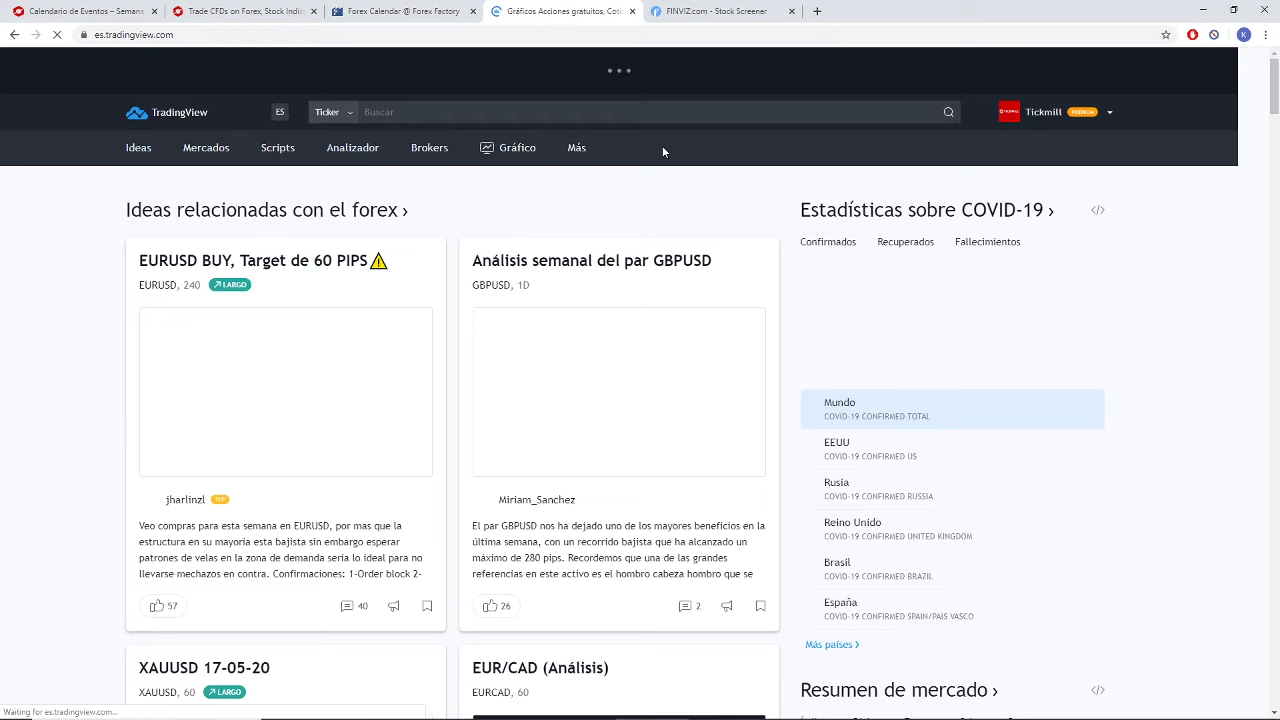 Calendario de Eventos – Semana
Trade CFDs on Forex, Stock Indic
Forex Calendar @ Forex Factory
Gráficos Acciones gratuitos, Coti
FINVIZ.com - Stock Screener
es.tradingview.com
K
TradingView
ES
Ticker
Buscar
TICKMILL
Tickmill
PREMIUM
Ideas
Mercados
Scripts
Analizador
Brokers
Gráfico
Más
Ideas relacionadas con el forex ›
EURUSD BUY, Target de 60 PIPS⚠
EURUSD, 240 LARGO
jharlinzl TOP
Veo compras para esta semana en EURUSD, por mas que la
estructura en su mayoría esta bajista sin embargo esperar
patrones de velas en la zona de demanda sería lo ideal para no
llevarse mechazos en contra. Confirmaciones: 1-Order block 2-
57
40
Análisis semanal del par GBPUSD
GBPUSD, 1D
Miriam_Sanchez
El par GBPUSD nos ha dejado uno de los mayores beneficios en la
última semana, con un recorrido bajista que ha alcanzado un
máximo de 280 pips. Recordemos que una de las grandes
referencias en este activo es el hombro cabeza hombro que se
26
2
XAUUSD 17-05-20
XAUUSD, 60 LARGO
EUR/CAD (Análisis)
EURCAD, 60
Estadísticas sobre COVID-19 ›
Confirmados
Recuperados
Fallecimientos
Mundo
COVID-19 CONFIRMED TOTAL
EEUU
COVID-19 CONFIRMED US
Rusia
COVID-19 CONFIRMED RUSSIA
Reino Unido
COVID-19 CONFIRMED UNITED KINGDOM
Brasil
COVID-19 CONFIRMED BRAZIL
España
COVID-19 CONFIRMED SPAIN/PAIS VASCO
Más países ›
Resumen de mercado ›
Waiting for es.tradingview.com...